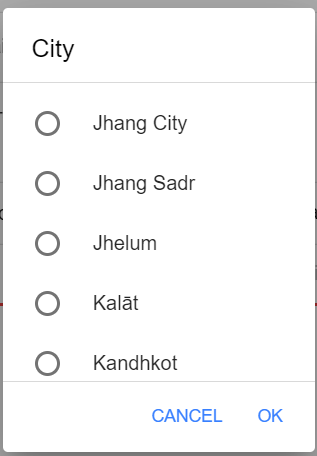 City
Jhang City
Jhang Sadr
Jhelum
Kalāt
Kandhkot
CANCEL OK